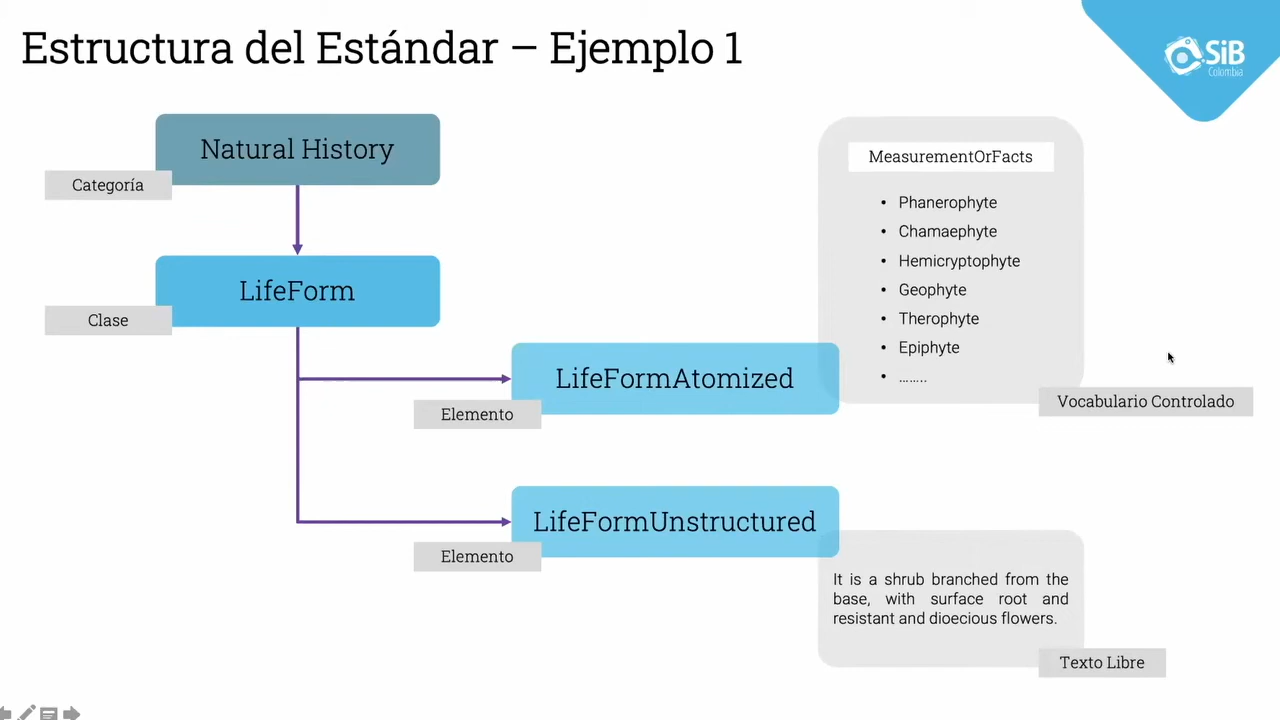 Estructura del Estándar – Ejemplo 1
SiB
Colombia
Natural History
Categoría
LifeForm
Clase
MeasurementOrFacts
• Phanerophyte
• Chamaephyte
• Hemicryptophyte
• Geophyte
• Therophyte
• Epiphyte
• ........
LifeFormAtomized
Elemento
Vocabulario Controlado
LifeFormUnstructured
Elemento
It is a shrub branched from the
base, with surface root and
resistant and dioecious flowers.
Texto Libre